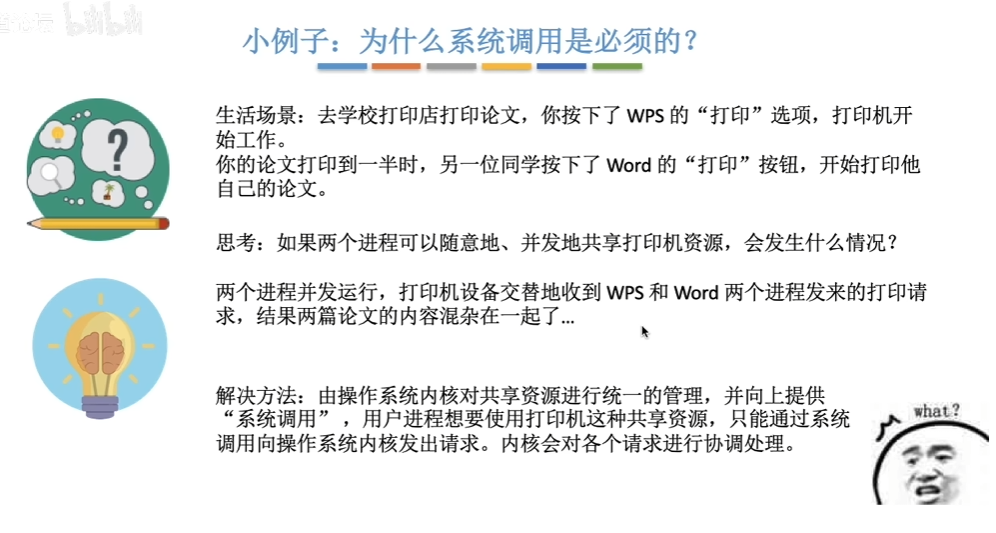 bilibili
小例子：为什么系统调用是必须的？
生活场景：去学校打印店打印论文，你按下了 WPS 的“打印”选项，打印机开
始工作。
你的论文打印到一半时，另一位同学按下了 Word 的“打印”按钮，开始打印他
自己的论文。
思考：如果两个进程可以随意地、并发地共享打印机资源，会发生什么情况？
两个进程并发运行，打印机设备交替地收到 WPS 和 Word 两个进程发来的打印请
求，结果两篇论文的内容混杂在一起了...
解决方法：由操作系统内核对共享资源进行统一的管理，并向上提供
“系统调用”，用户进程想要使用打印机这种共享资源，只能通过系统
调用向操作系统内核发出请求。内核会对各个请求进行协调处理。
what?